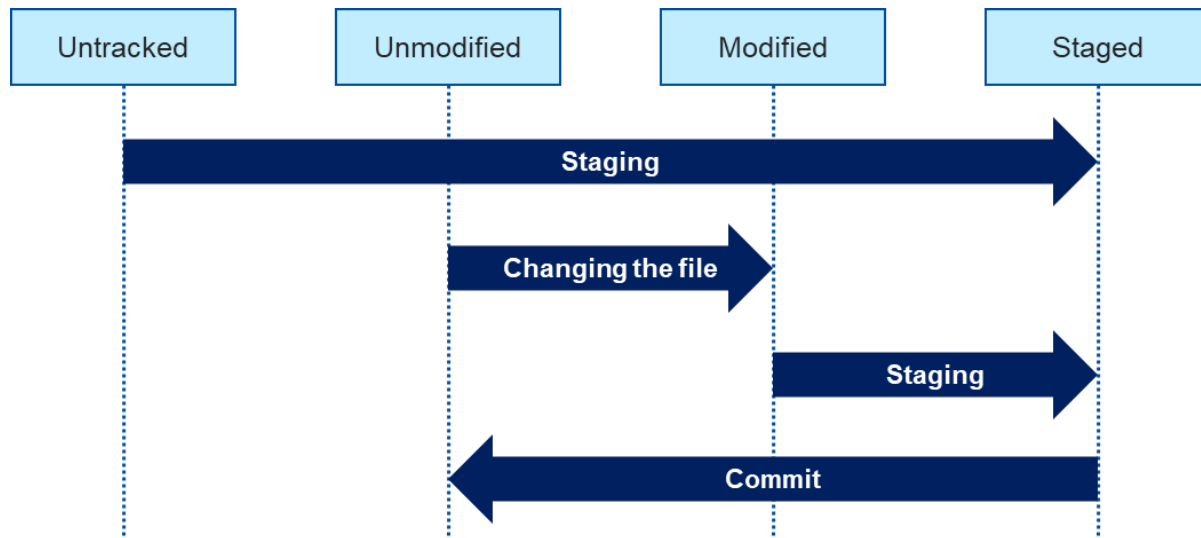 Untracked
Unmodified
Modified
Staged
Staging
Changing the file
Staging
Commit